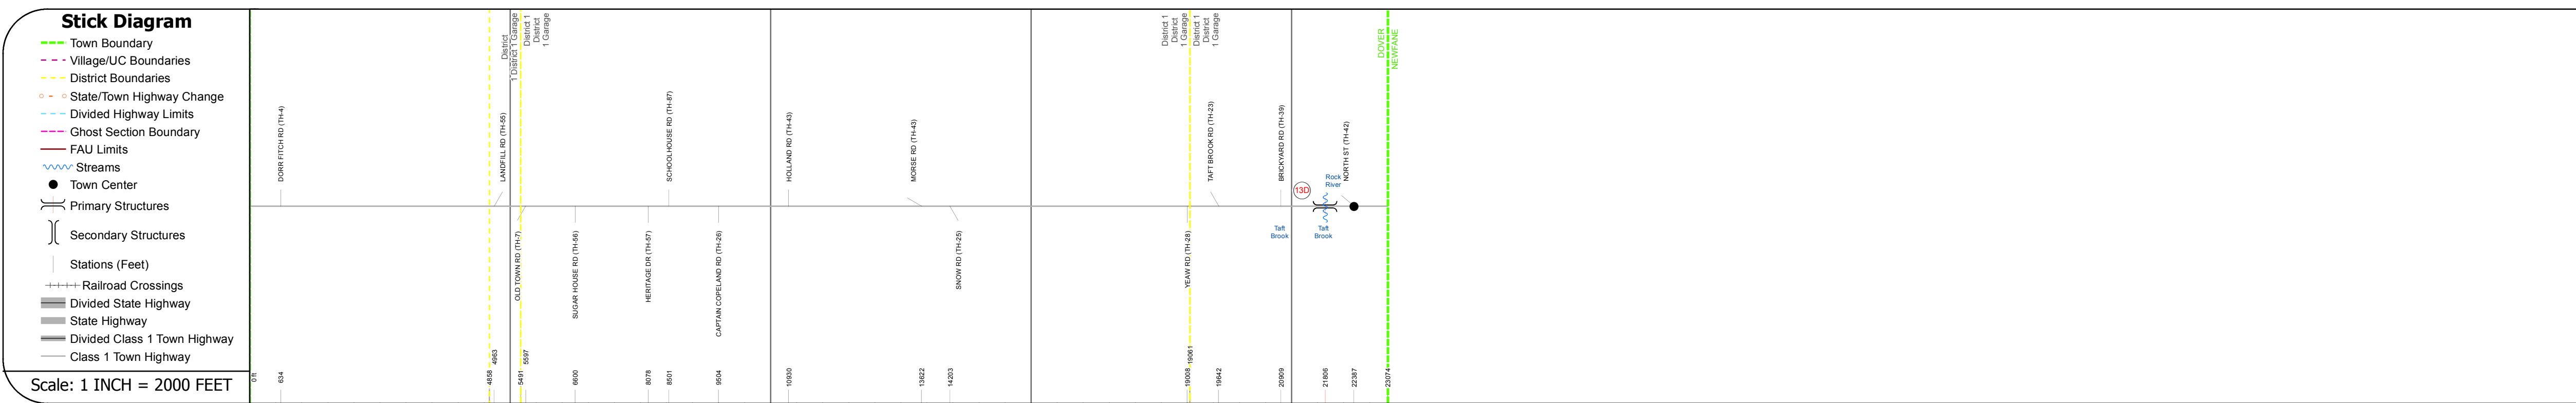 Stick Diagram
Town Boundary
Village/UC Boundaries
District Boundaries
State/Town Highway Change
Divided Highway Limits
Ghost Section Boundary
FAU Limits
Streams
Town Center
Primary Structures
Secondary Structures
Stations (Feet)
Railroad Crossings
Divided State Highway
State Highway
Divided Class 1 Town Highway
Class 1 Town Highway
Scale: 1 INCH = 2000 FEET
District
1 District 1
District
1 Garage
District 1
District
1 Garage
District 1
District
1 Garage
District 1
District
1 Garage
DOVER
NEWFANE
DORR FITCH RD (TH-4)
LANDFILL RD (TH-55)
SCHOOLHOUSE RD (TH-87)
HOLLAND RD (TH-43)
MORSE RD (TH-43)
TAFT BROOK RD (TH-23)
BRICKYARD RD (TH-39)
NORTH ST (TH-42)
13D
Rock
River
OLD TOWN RD (TH-7)
SUGAR HOUSE RD (TH-56)
HERITAGE DR (TH-57)
CAPTAIN COPELAND RD (TH-26)
SNOW RD (TH-25)
YEAW RD (TH-28)
Taft
Brook
Taft
Brook
0 ft
634
4858
4963
5491
5597
6600
8078
8501
9504
10930
13622
14203
19008
19061
19642
20909
21806
22387
23074